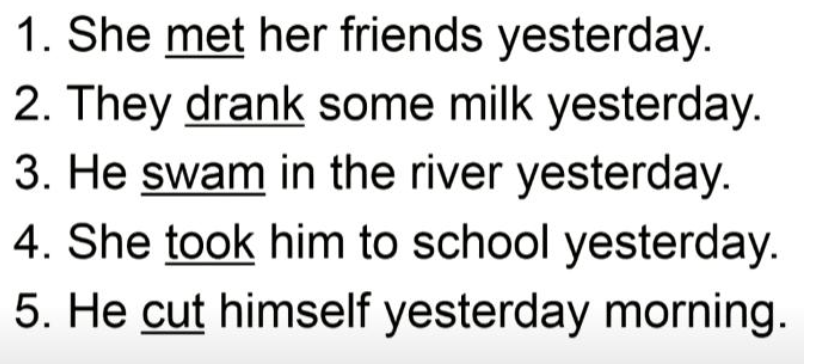 1. She met her friends yesterday.
2. They drank some milk yesterday.
3. He swam in the river yesterday.
4. She took him to school yesterday.
5. He cut himself yesterday morning.